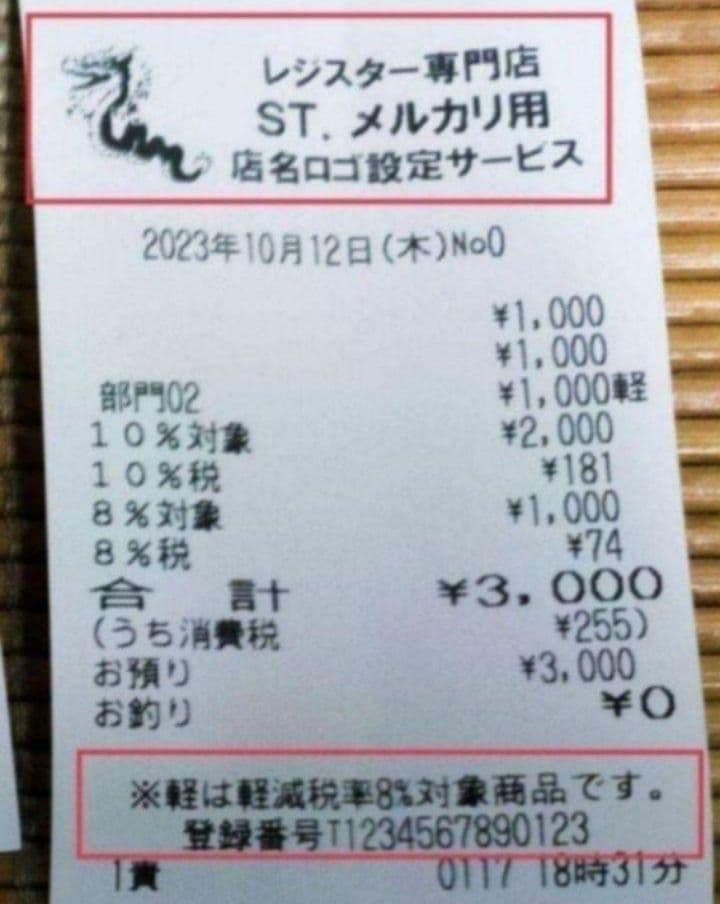 レジスター専門店
ST. メルカリ用
店名ロゴ設定サービス
2023年10月12日(木)No0
¥1,000
¥1,000
部門02 ¥1,000軽
10%対象 ¥2,000
10%税 ¥181
8%対象 ¥1,000
8%税 ¥74
合 計 ¥3,000
(うち消費税 ¥255)
お預り ¥3,000
お釣り ¥0
※軽は軽減税率8%対象商品です。
登録番号T1234567890123
1責 0117 18時31分